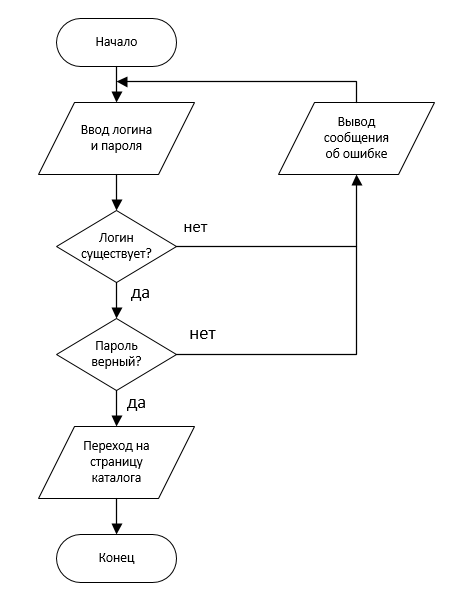 Начало
Ввод логина
и пароля
Вывод
сообщения
об ошибке
Логин
существует?
нет
да
Пароль
верный?
нет
да
Переход на
страницу
каталога
Конец